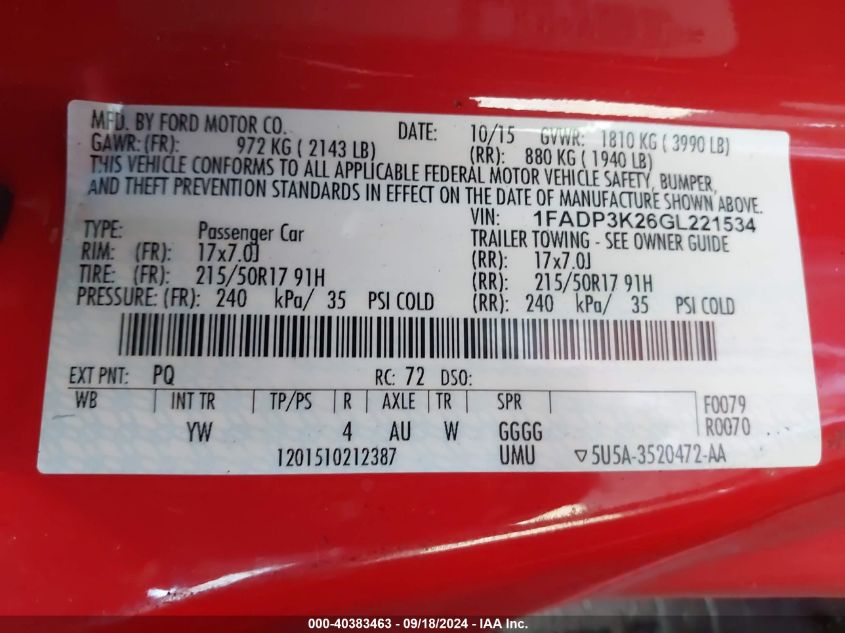 MFD. BY FORD MOTOR CO. DATE: 10/15 GVWR: 1810 KG ( 3990 LB)
GAWR: (FR): 972 KG ( 2143 LB) (RR): 880 KG ( 1940 LB)
THIS VEHICLE CONFORMS TO ALL APPLICABLE FEDERAL MOTOR VEHICLE SAFETY, BUMPER,
AND THEFT PREVENTION STANDARDS IN EFFECT ON THE DATE OF MANUFACTURE SHOWN ABOVE.
VIN: 1FADP3K26GL221534
TYPE: Passenger Car TRAILER TOWING - SEE OWNER GUIDE
RIM: (FR): 17x7.0J (RR): 17x7.0J
TIRE: (FR): 215/50R17 91H (RR): 215/50R17 91H
PRESSURE: (FR): 240 kPa/ 35 PSI COLD (RR): 240 kPa/ 35 PSI COLD
EXT PNT: PQ RC: 72 DSO:
WB INT TR TP/PS R AXLE TR SPR F0079
YW 4 AU W GGGG R0070
1201510212387 UMU ▽5U5A-3520472-AA
000-40383463 - 09/18/2024 - IAA Inc.